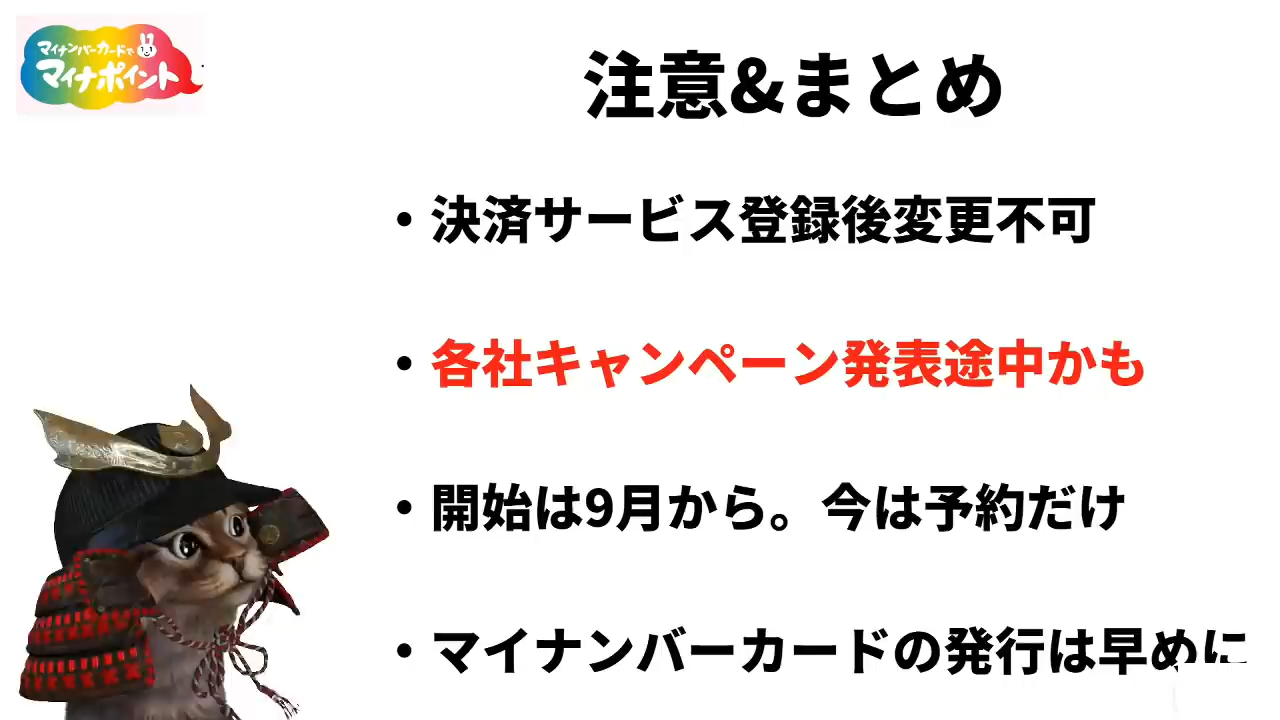 マイナンバーカードで
マイナポイント
注意&まとめ
・決済サービス登録後変更不可
・各社キャンペーン発表途中かも
・開始は9月から。今は予約だけ
・マイナンバーカードの発行は早めに